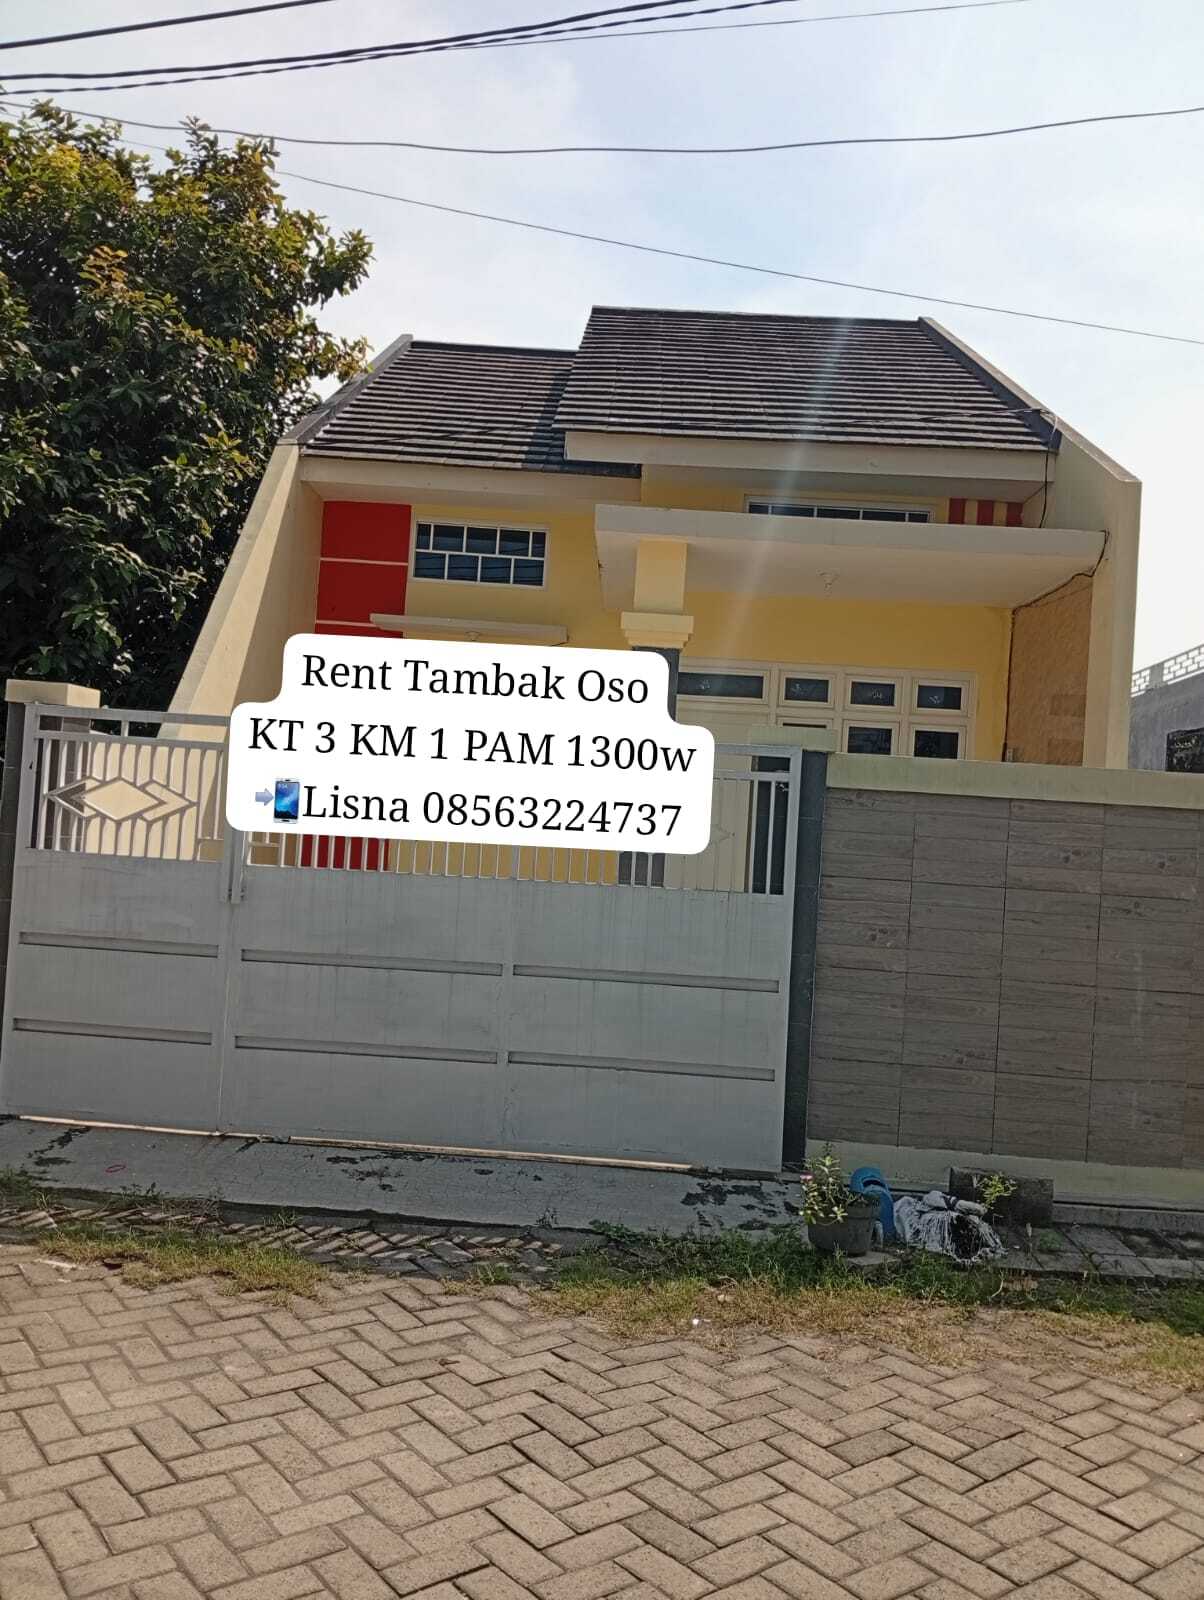 Rent Tambak Oso
KT 3 KM 1 PAM 1300w
Lisna 08563224737